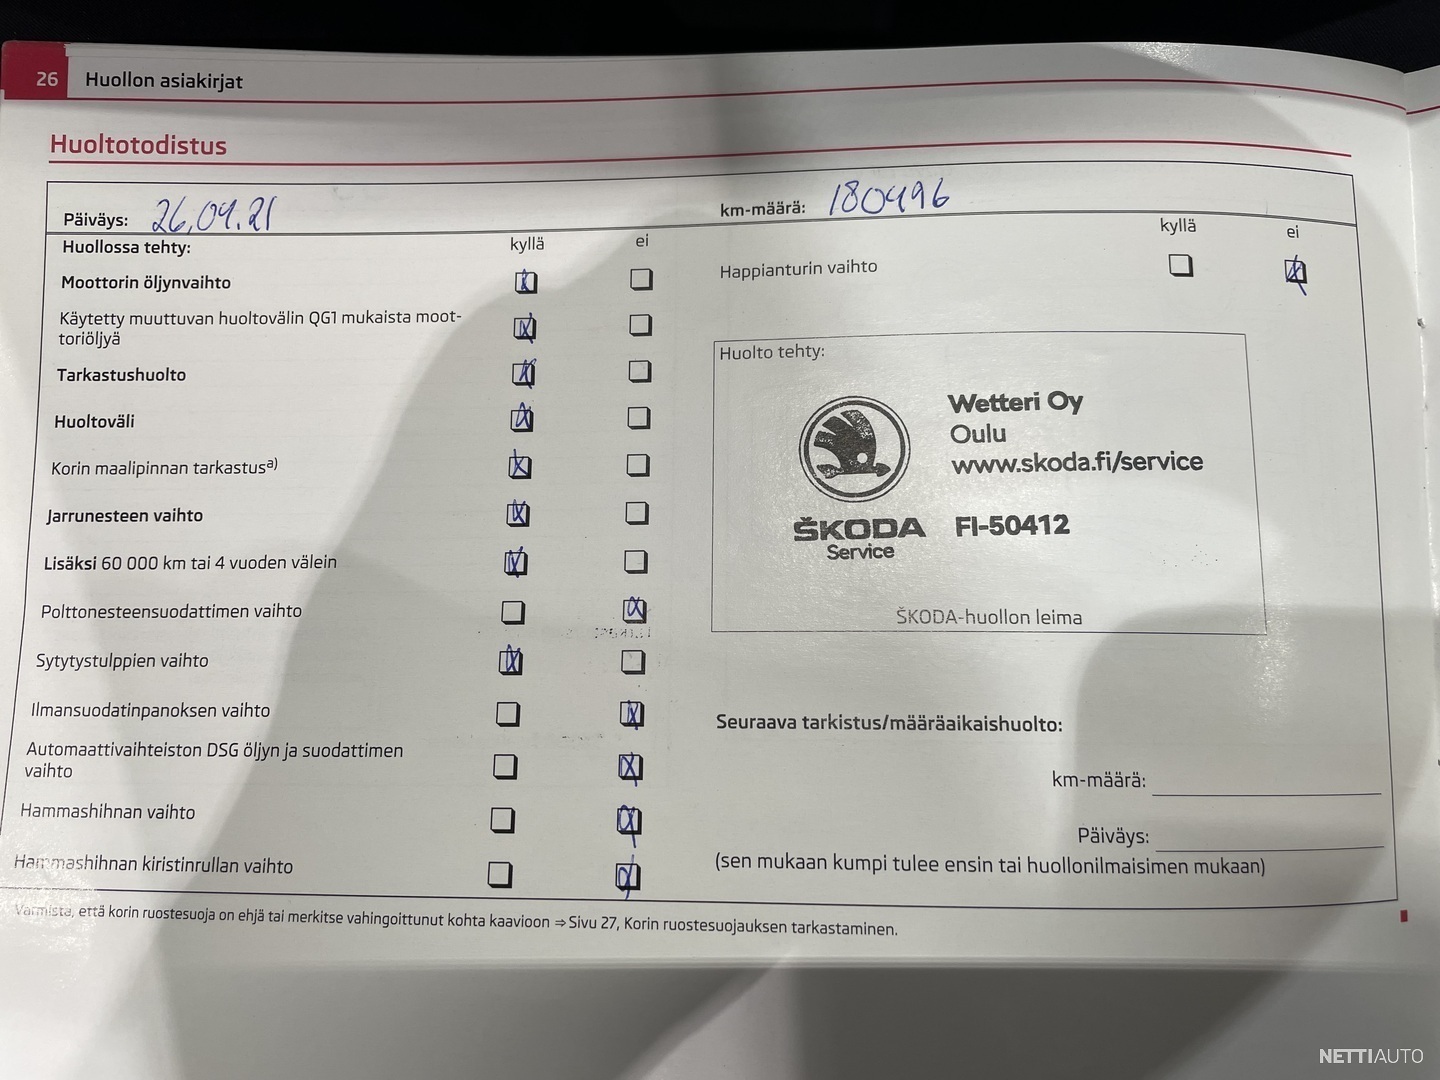 26 Huollon asiakirjat
Huoltotodistus
Päiväys: 26.04.21
km-määrä: 180496
Huollossa tehty: kyllä ei
Moottorin öljynvaihto
Käytetty muuttuvan huoltovälin QG1 mukaista moot-
toriöljyä
Tarkastushuolto
Huoltoväli
Korin maalipinnan tarkastusa)
Jarrunesteen vaihto
Lisäksi 60 000 km tai 4 vuoden välein
Polttonesteensuodattimen vaihto
Sytytystulppien vaihto
Ilmansuodatinpanoksen vaihto
Automaattivaihteiston DSG öljyn ja suodattimen
vaihto
Hammashihnan vaihto
Hammashihnan kiristinrullan vaihto
kyllä ei
Happianturin vaihto
Huolto tehty:
Wetteri Oy
Oulu
www.skoda.fi/service
ŠKODA FI-50412
Service
ŠKODA-huollon leima
Seuraava tarkistus/määräaikaishuolto:
km-määrä:
Päiväys:
(sen mukaan kumpi tulee ensin tai huollonilmaisimen mukaan)
Varmista, että korin ruostesuoja on ehjä tai merkitse vahingoittunut kohta kaavioon ⇒ Sivu 27, Korin ruostesuojauksen tarkastaminen.
NETTIAUTO